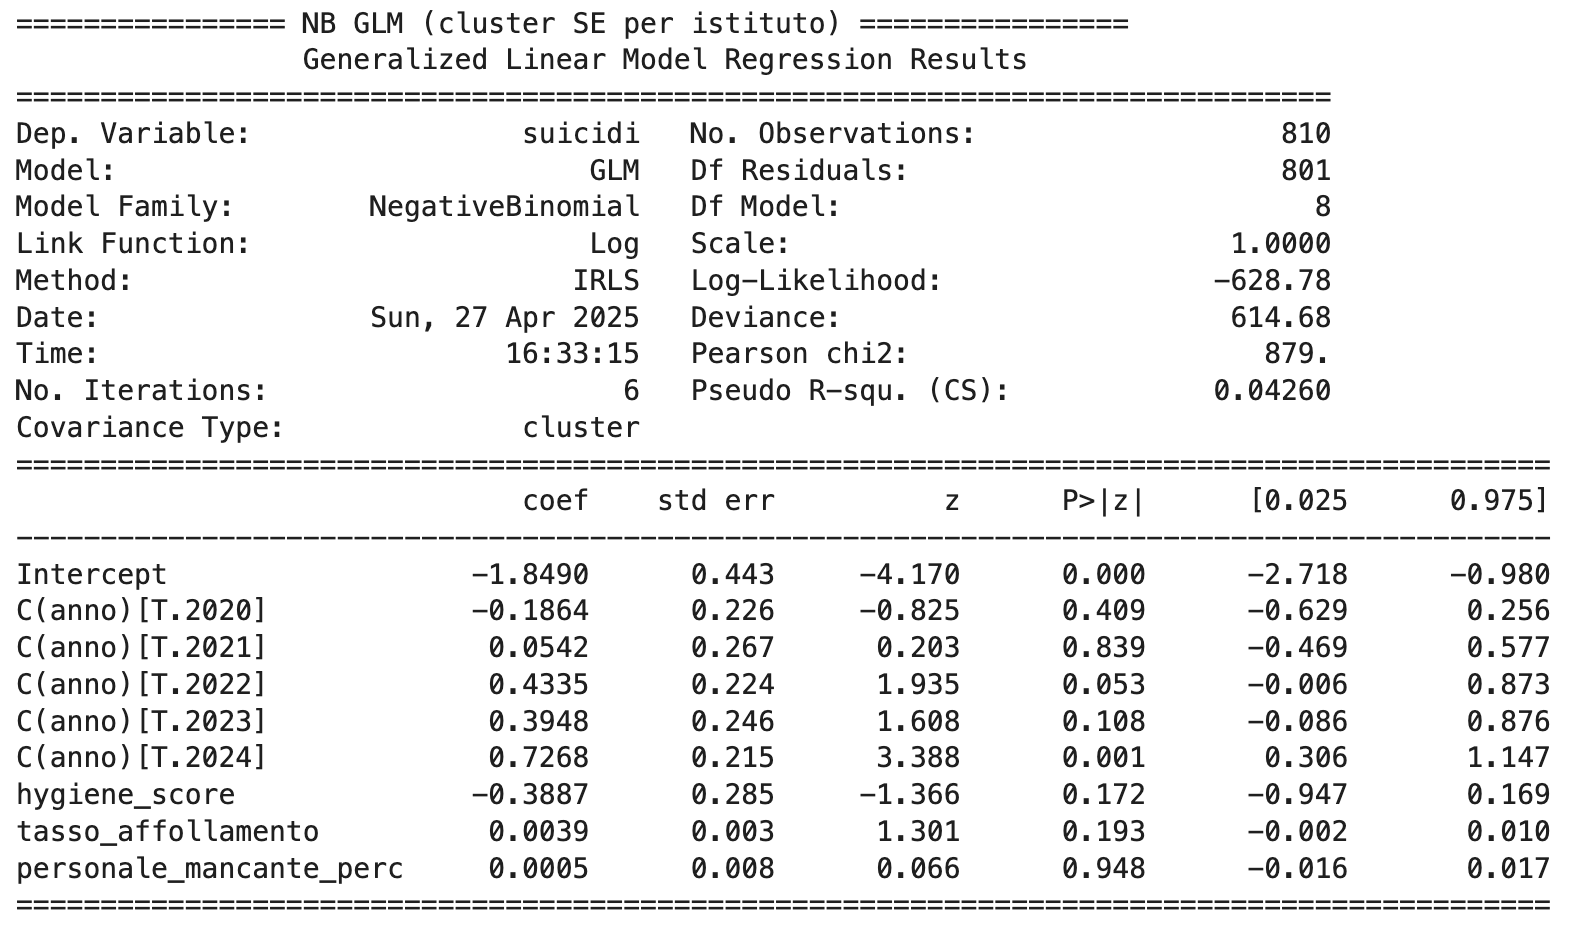 ================ NB GLM (cluster SE per istituto) ================
                 Generalized Linear Model Regression Results
==============================================================================
Dep. Variable:                suicidi   No. Observations:                  810
Model:                            GLM   Df Residuals:                      801
Model Family:        NegativeBinomial   Df Model:                            8
Link Function:                    Log   Scale:                          1.0000
Method:                          IRLS   Log-Likelihood:                -628.78
Date:                Sun, 27 Apr 2025   Deviance:                       614.68
Time:                        16:33:15   Pearson chi2:                     879.
No. Iterations:                     6   Pseudo R-squ. (CS):            0.04260
Covariance Type:              cluster
===========================================================================================
                              coef    std err          z      P>|z|      [0.025      0.975]
-------------------------------------------------------------------------------------------
Intercept                  -1.8490      0.443     -4.170      0.000      -2.718      -0.980
C(anno)[T.2020]            -0.1864      0.226     -0.825      0.409      -0.629       0.256
C(anno)[T.2021]             0.0542      0.267      0.203      0.839      -0.469       0.577
C(anno)[T.2022]             0.4335      0.224      1.935      0.053      -0.006       0.873
C(anno)[T.2023]             0.3948      0.246      1.608      0.108      -0.086       0.876
C(anno)[T.2024]             0.7268      0.215      3.388      0.001       0.306       1.147
hygiene_score              -0.3887      0.285     -1.366      0.172      -0.947       0.169
tasso_affollamento          0.0039      0.003      1.301      0.193      -0.002       0.010
personale_mancante_perc     0.0005      0.008      0.066      0.948      -0.016       0.017
===========================================================================================